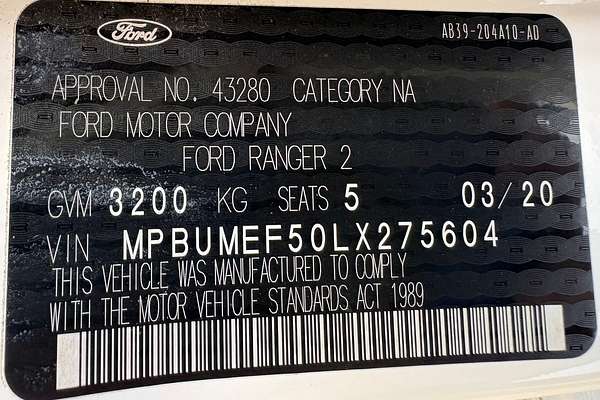 Ford AB39-204A10-AD
APPROVAL NO. 43280 CATEGORY NA
FORD MOTOR COMPANY
FORD RANGER 2
GVM 3200 KG SEATS 5 03/20
VIN MPBUMEF50LX275604
THIS VEHICLE WAS MANUFACTURED TO COMPLY
WITH THE MOTOR VEHICLE STANDARDS ACT 1989